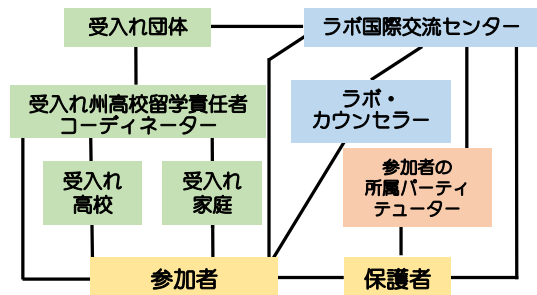 受入れ団体
ラボ国際交流センター
受入れ州高校留学責任者
コーディネーター
ラボ・
カウンセラー
受入れ
高校
受入れ
家庭
参加者の
所属パーティ
テューター
参加者
保護者